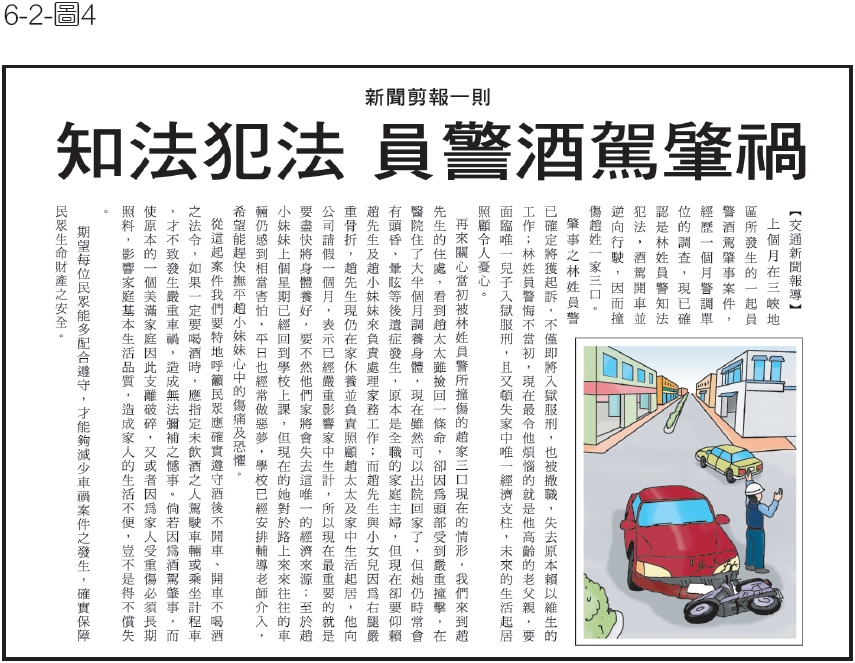 6-2-圖4
新聞剪報一則
知法犯法 員警酒駕肇禍
【交通新聞報導】
上個月在三峽地
區所發生的一起員
警酒駕肇事案件，
經歷一個月警調單
位的調查，現已確
認是林姓員警知法
犯法，酒駕開車並
逆向行駛，因而撞
傷趙姓一家三口。
肇事之林姓員警
已確定將獲起訴，不僅即將入獄服刑，也被撤職，失去原本賴以維生的
工作；林姓員警悔不當初，現在最令他煩惱的就是他高齡的老父親，要
面臨唯一兒子入獄服刑，且又頓失家中唯一經濟支柱，未來的生活起居
照顧令人憂心。
再來關心當初被林姓員警所撞傷的趙家三口現在的情形，我們來到趙
先生的住處，看到趙太太雖撿回一條命，卻因為頭部受到嚴重撞擊，在
醫院住了大半個月調養身體，現在雖然可以出院回家了，但她仍時常會
有頭昏、暈眩等後遺症發生，原本是全職的家庭主婦，但現在卻要仰賴
趙先生及趙小妹妹來負責處理家務工作；而趙先生與小女兒因為右腿嚴
重骨折，趙先生現仍在家休養並負責照顧趙太太及家中生活起居，他向
公司請假一個月，表示已經嚴重影響家中生計，所以現在最重要的就是
要盡快將身體養好，要不然他們家將會失去這唯一的經濟來源；至於趙
小妹妹上個星期已經回到學校上課，但現在的她對於路上來來往往的車
輛仍感到相當害怕，平日也經常做惡夢，學校已經安排輔導老師介入，
希望能趕快撫平趙小妹妹心中的傷痛及恐懼。
從這起案件我們要特地呼籲民眾應確實遵守酒後不開車、開車不喝酒
之法令，如果一定要喝酒時，應指定未飲酒之人駕駛車輛或乘坐計程車
，才不致發生嚴重車禍，造成無法彌補之憾事。倘若因為酒駕肇事，而
使原本的一個美滿家庭因此支離破碎，又或者因為家人受重傷必須長期
照料，影響家庭基本生活品質，造成家人的生活不便，豈不是得不償失
。
期望每位民眾能多配合遵守，才能夠減少車禍案件之發生，確實保障
民眾生命財產之安全。